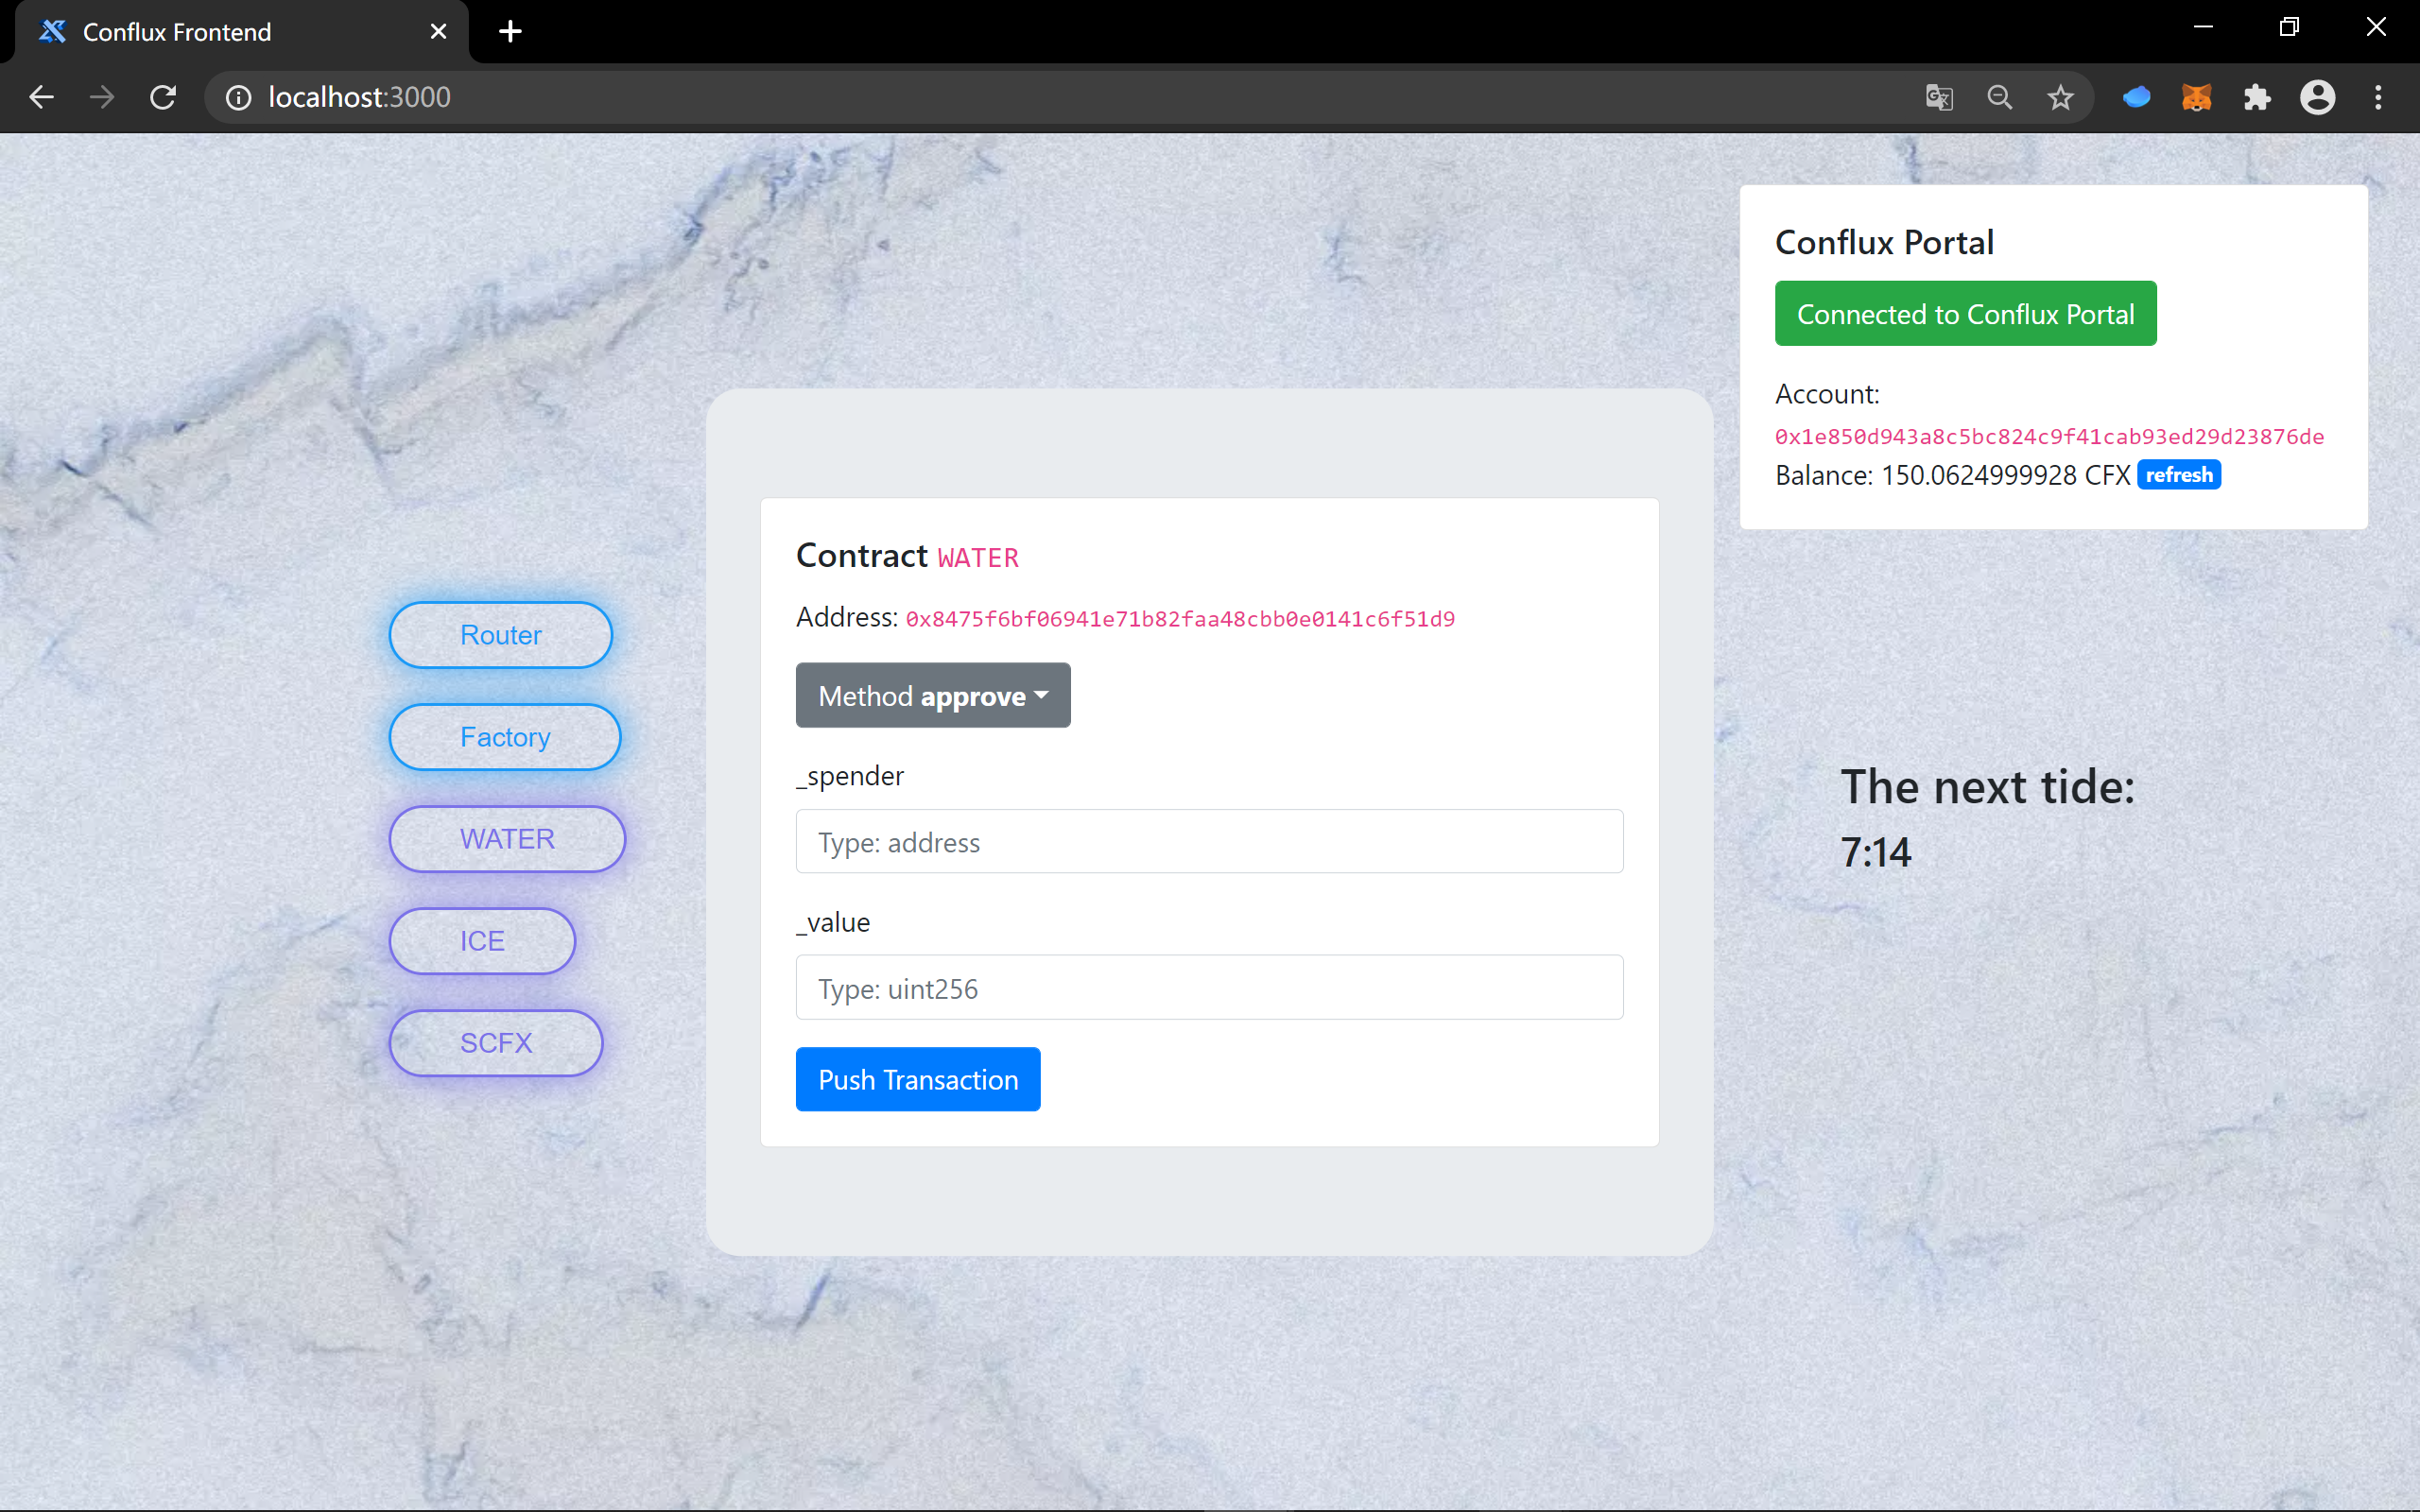 Conflux Frontend
localhost:3000
Conflux Portal
Connected to Conflux Portal
Account:
0x1e850d943a8c5bc824c9f41cab93ed29d23876de
Balance: 150.0624999928 CFX refresh
Contract WATER
Address: 0x8475f6bf06941e71b82faa48cbb0e0141c6f51d9
Method approve
_spender
Type: address
_value
Type: uint256
Push Transaction
Router
Factory
WATER
ICE
SCFX
The next tide:
7:14